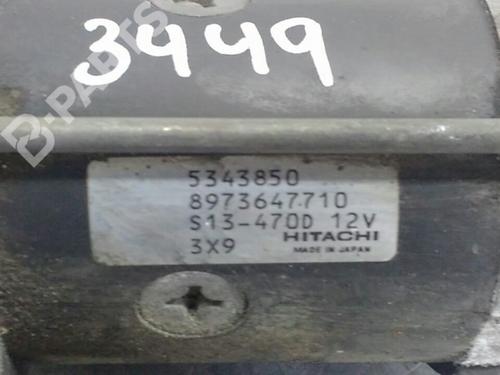 3449
B-PARTS
5343850
8973647710
S13-470D 12V
3X9 HITACHI
MADE IN JAPAN